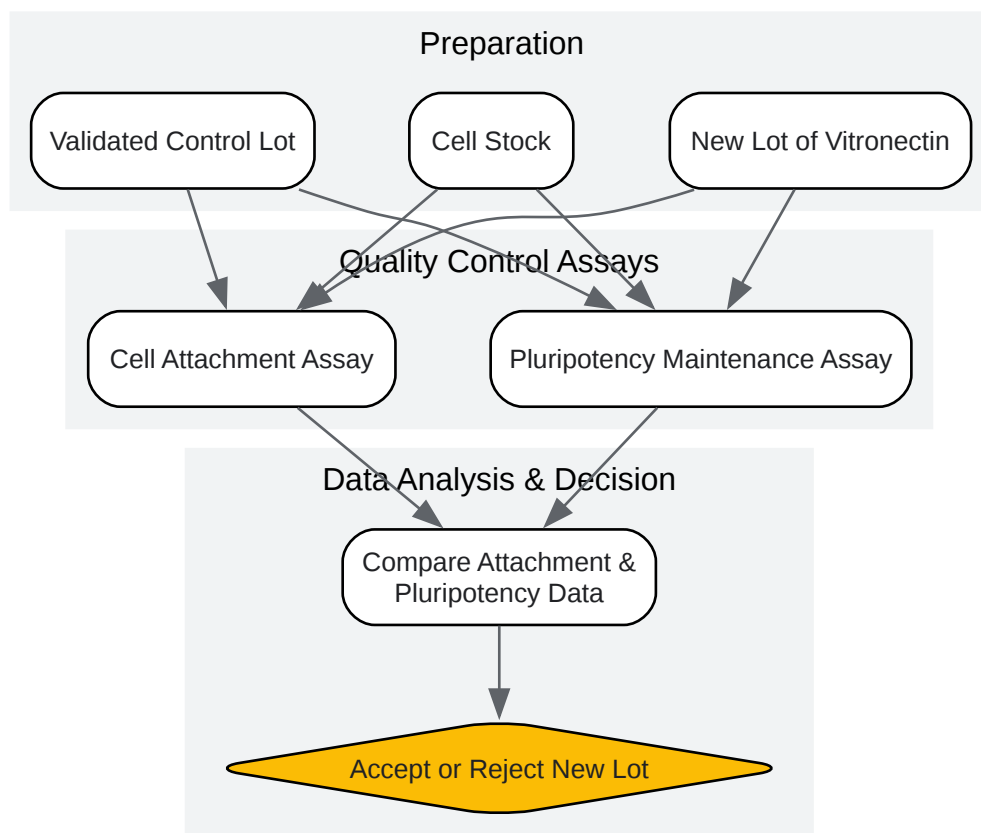 Preparation
Validated Control Lot
Cell Stock
New Lot of Vitronectin
Quality Control Assays
Cell Attachment Assay
Pluripotency Maintenance Assay
Data Analysis & Decision
Compare Attachment &
Pluripotency Data
Accept or Reject New Lot